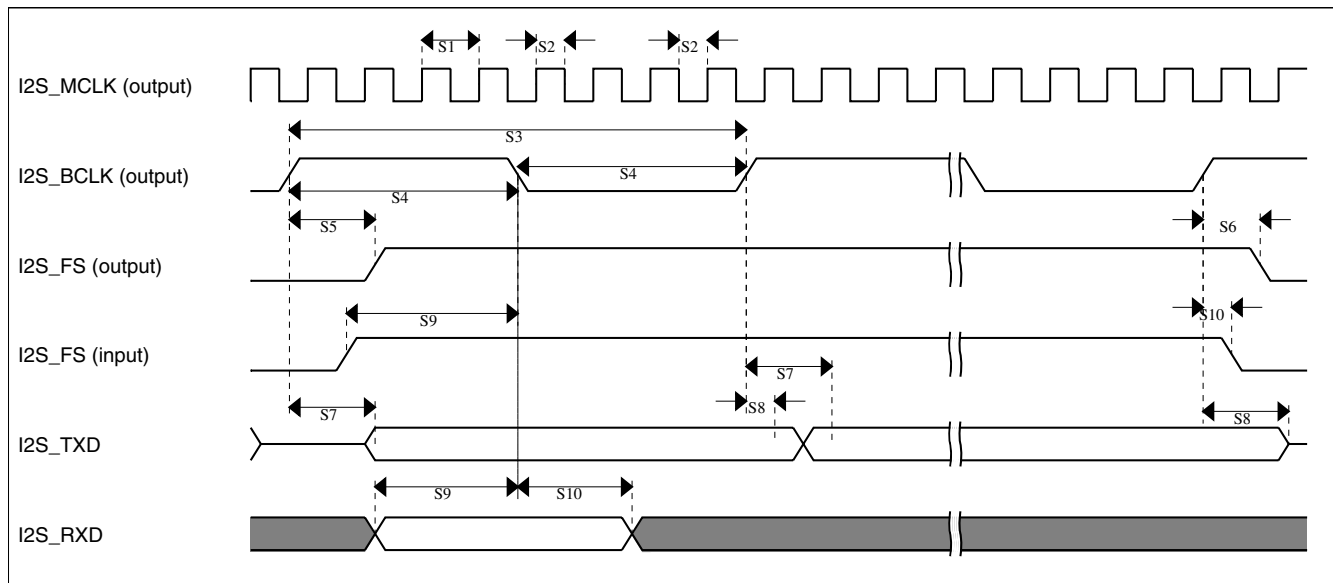 S1 S2 S2
I2S_MCLK (output)
S3
I2S_BCLK (output)
S4
S4
S5 S6
I2S_FS (output)
S9 S10
I2S_FS (input)
S7
S7 S8 S8
I2S_TXD
S9 S10
I2S_RXD